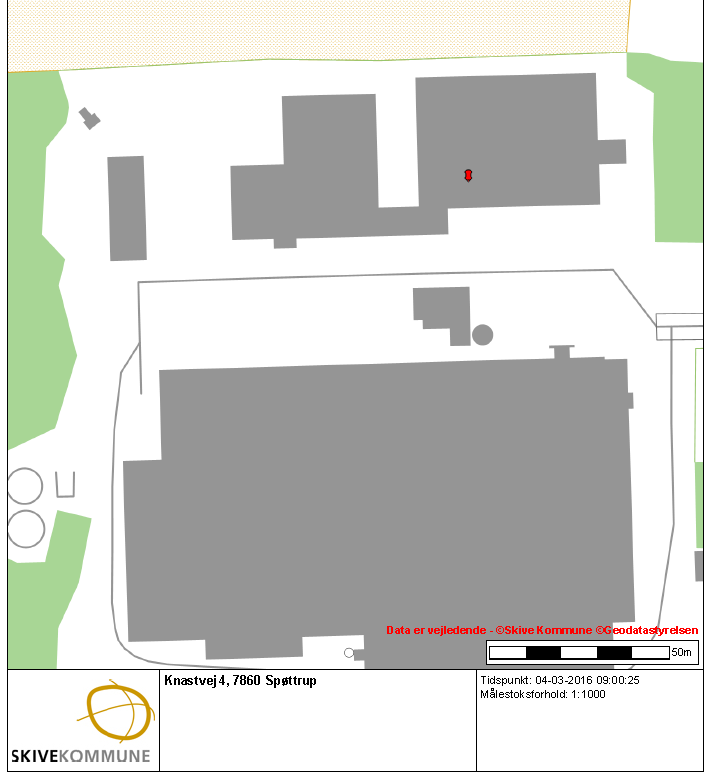 Data er vejledende - ©Skive Kommune ©Geodatastyrelsen
50m
Knastvej 4, 7860 Spøttrup
Tidspunkt: 04-03-2016 09:00:25
Målestoksforhold: 1:1000
SKIVEKOMMUNE